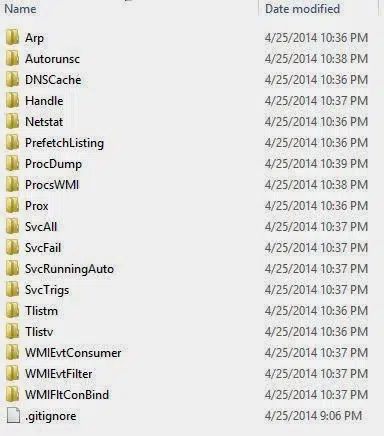 Name Date modified
Arp 4/25/2014 10:36 PM
Autorunsc 4/25/2014 10:38 PM
DNSCache 4/25/2014 10:36 PM
Handle 4/25/2014 10:37 PM
Netstat 4/25/2014 10:36 PM
PrefetchListing 4/25/2014 10:36 PM
ProcDump 4/25/2014 10:39 PM
ProcsWMI 4/25/2014 10:38 PM
Prox 4/25/2014 10:36 PM
SvcAll 4/25/2014 10:37 PM
SvcFail 4/25/2014 10:37 PM
SvcRunningAuto 4/25/2014 10:37 PM
SvcTrigs 4/25/2014 10:37 PM
Tlistm 4/25/2014 10:36 PM
Tlistv 4/25/2014 10:36 PM
WMIEvtConsumer 4/25/2014 10:37 PM
WMIEvtFilter 4/25/2014 10:37 PM
WMIFltConBind 4/25/2014 10:37 PM
.gitignore 4/25/2014 9:06 PM